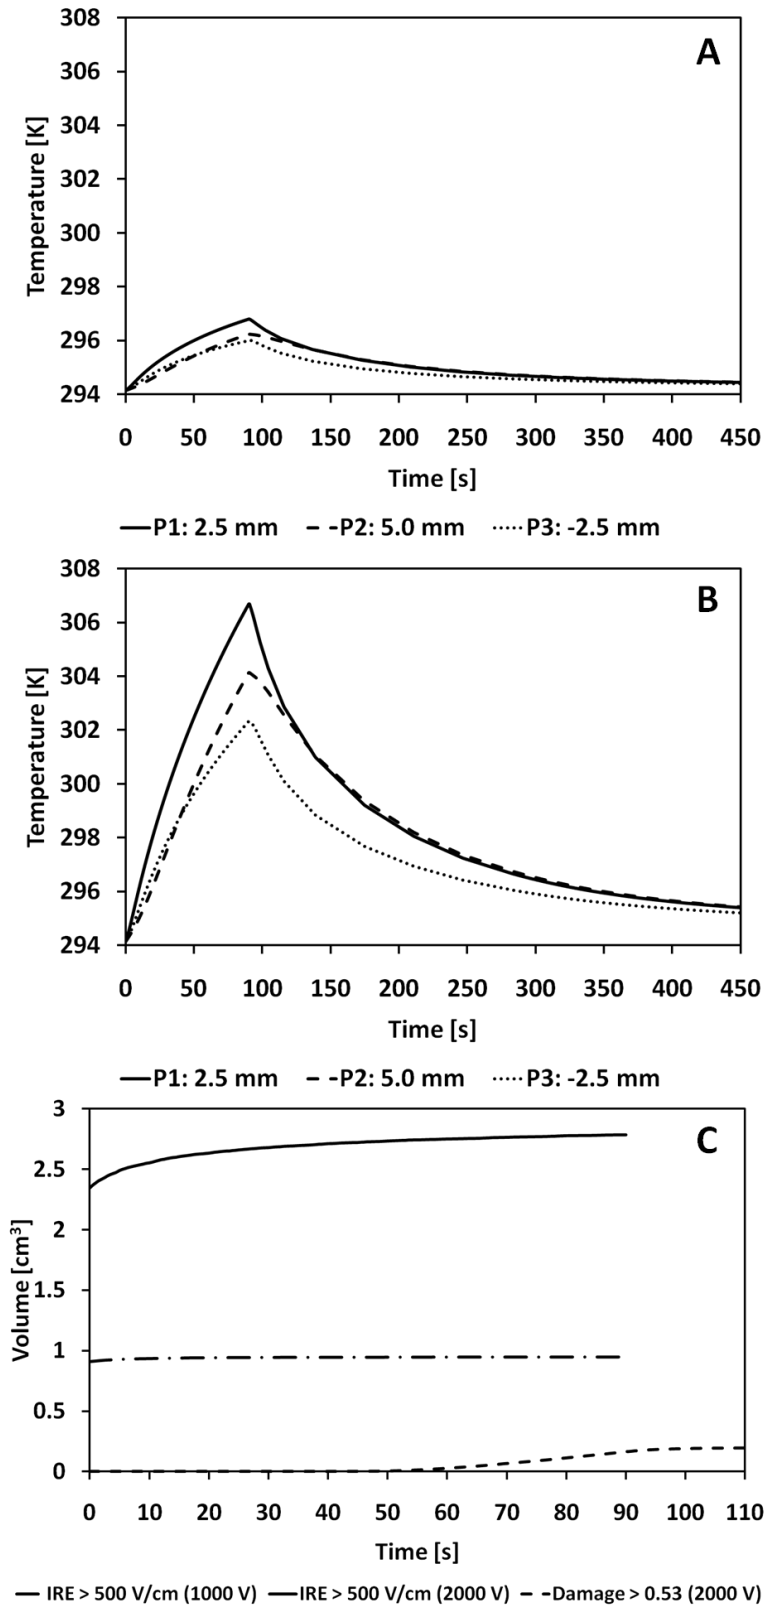 A
Temperature [K]
308
306
304
302
300
298
296
294
0 50 100 150 200 250 300 350 400 450
Time [s]
P1: 2.5 mm P2: 5.0 mm P3: -2.5 mm
B
Temperature [K]
308
306
304
302
300
298
296
294
0 50 100 150 200 250 300 350 400 450
Time [s]
P1: 2.5 mm P2: 5.0 mm P3: -2.5 mm
C
Volume [cm³]
3
2.5
2
1.5
1
0.5
0
0 10 20 30 40 50 60 70 80 90 100 110
Time [s]
IRE > 500 V/cm (1000 V) IRE > 500 V/cm (2000 V) Damage > 0.53 (2000 V)